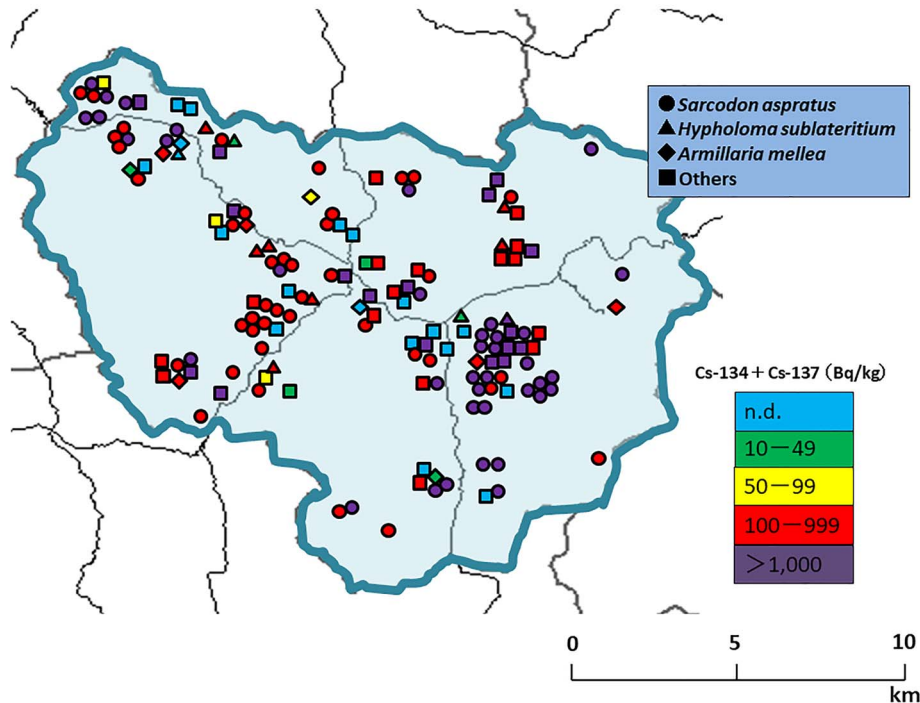 Sarcodon aspratus
Hypholoma sublateritium
Armillaria mellea
Others
Cs-134+Cs-137 (Bq/kg)
n.d.
10－49
50－99
100－999
＞1,000
0 5 10
km